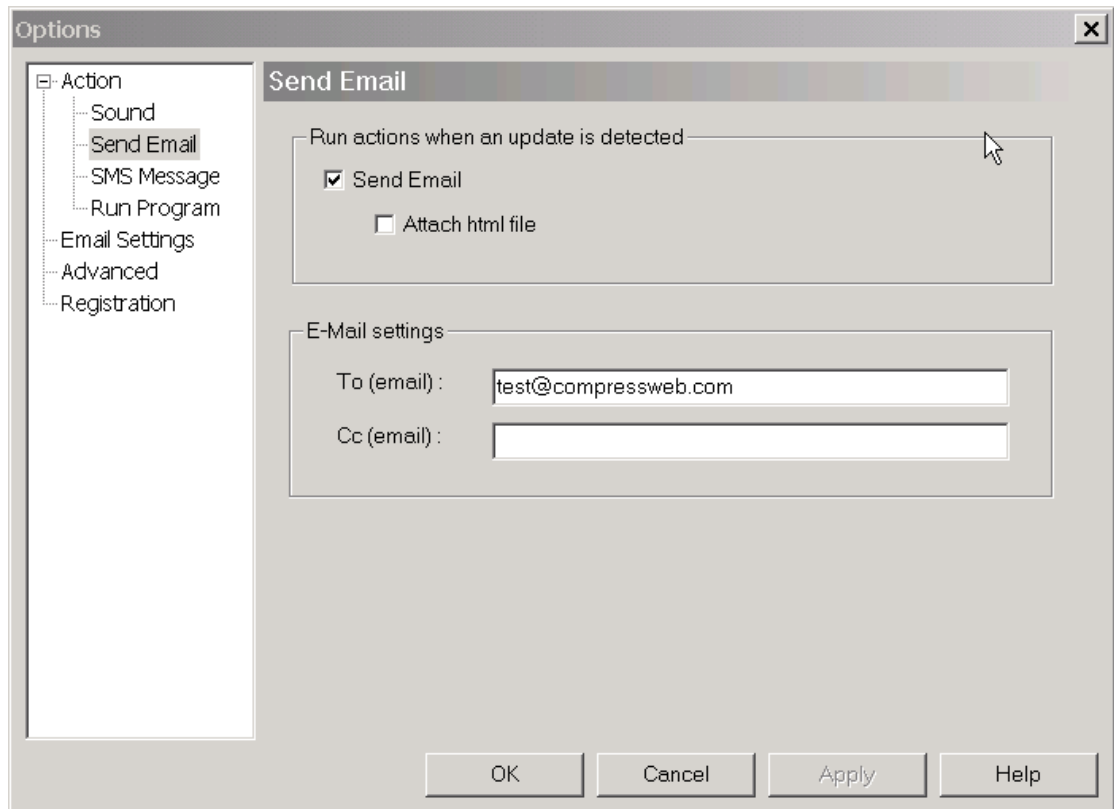 Options
Action
Sound
Send Email
SMS Message
Run Program
Email Settings
Advanced
Registration
Send Email
Run actions when an update is detected
Send Email
Attach html file
E-Mail settings
To (email) : test@compressweb.com
Cc (email) :
OK Cancel Apply Help